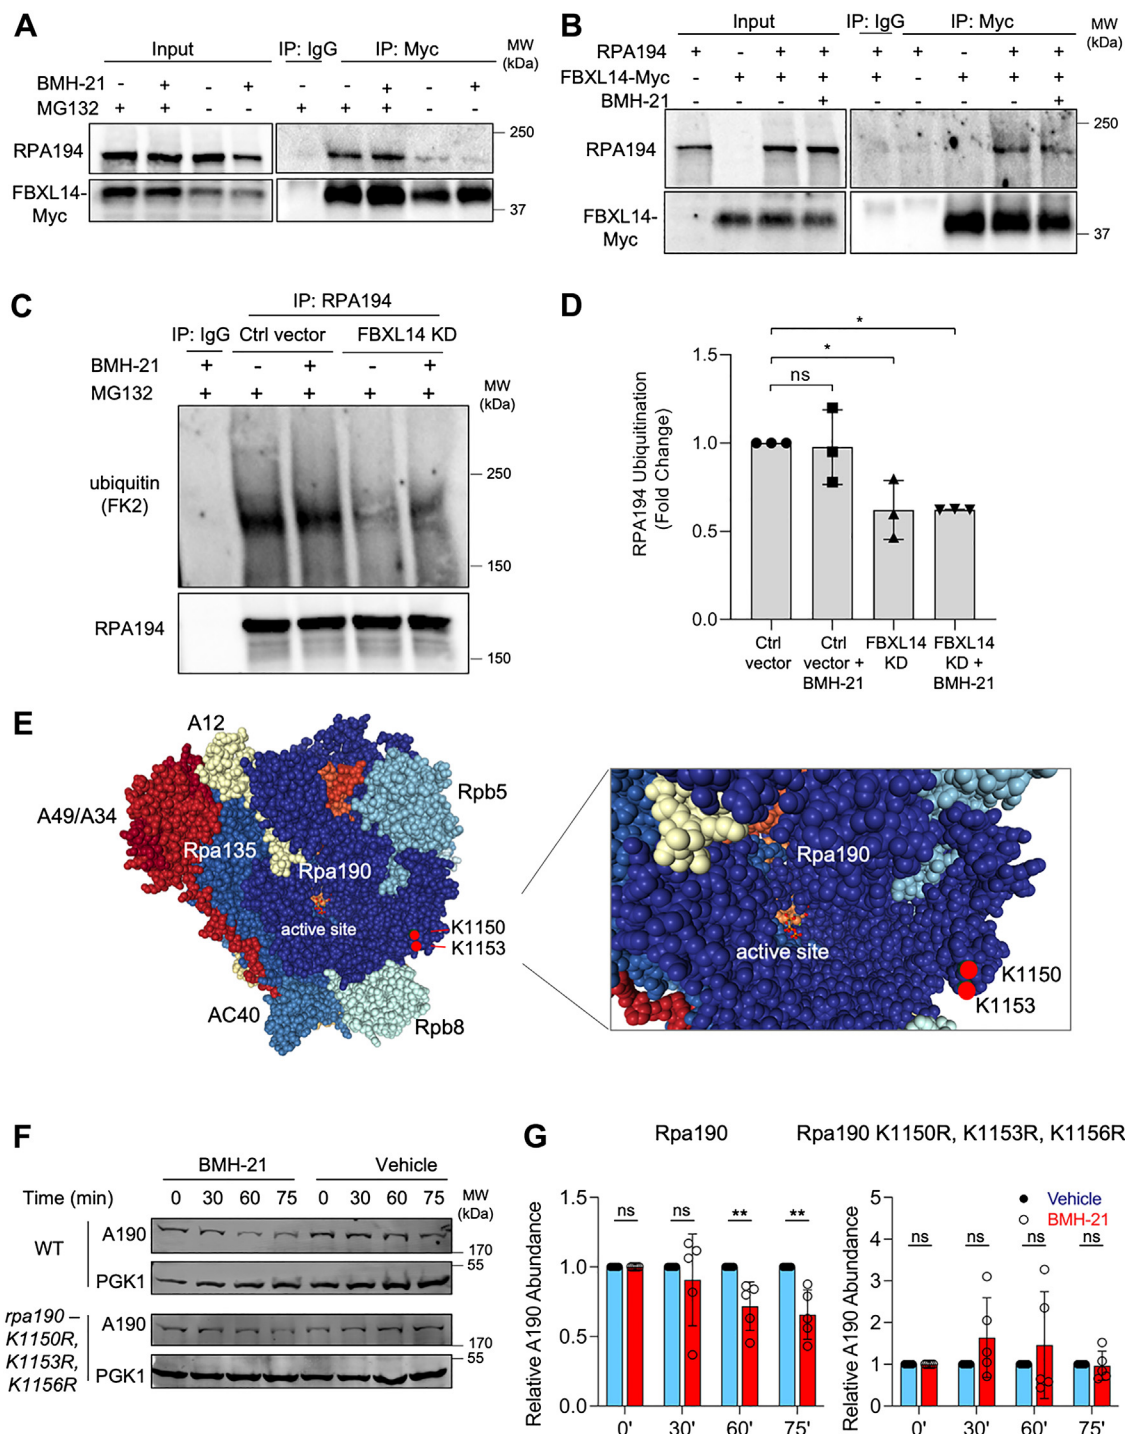 A
Input
IP: IgG
IP: Myc
MW
(kDa)
BMH-21 - + - + - - + - +
MG132 + + - - + + + - -
RPA194
250
FBXL14-
Myc
37
B
Input
IP: IgG
IP: Myc
MW
(kDa)
RPA194 + - + + + + - + +
FBXL14-Myc - + + + + - + + +
BMH-21 - - - + - - - - +
RPA194
250
FBXL14-
Myc
37
C
IP: RPA194
IP: IgG Ctrl vector FBXL14 KD
BMH-21 + - + - +
MG132 + + + + +
MW
(kDa)
ubiquitin
(FK2)
250
150
RPA194
150
D
RPA194 Ubiquitination
(Fold Change)
1.5
1.0
0.5
0.0
*
*
ns
Ctrl
vector
Ctrl
vector +
BMH-21
FBXL14
KD
FBXL14
KD +
BMH-21
E
A12
A49/A34
Rpb5
Rpa135
Rpa190
active site
K1150
K1153
AC40
Rpb8
Rpa190
active site
K1150
K1153
F
BMH-21 Vehicle
Time (min) 0 30 60 75 0 30 60 75
MW
(kDa)
WT
A190
170
55
PGK1
rpa190 –
K1150R,
K1153R,
K1156R
A190
170
55
PGK1
G
Rpa190
Relative A190 Abundance
1.5
1.0
0.5
0.0
ns ns ** **
0' 30' 60' 75'
Rpa190 K1150R, K1153R, K1156R
Relative A190 Abundance
5
4
3
2
1
0
Vehicle
BMH-21
ns ns ns ns
0' 30' 60' 75'